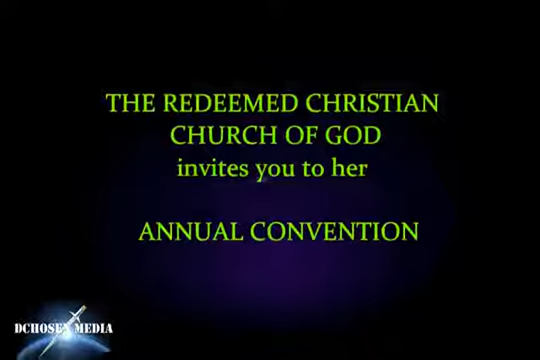 THE REDEEMED CHRISTIAN
CHURCH OF GOD
invites you to her
ANNUAL CONVENTION
DCHOSEN MEDIA